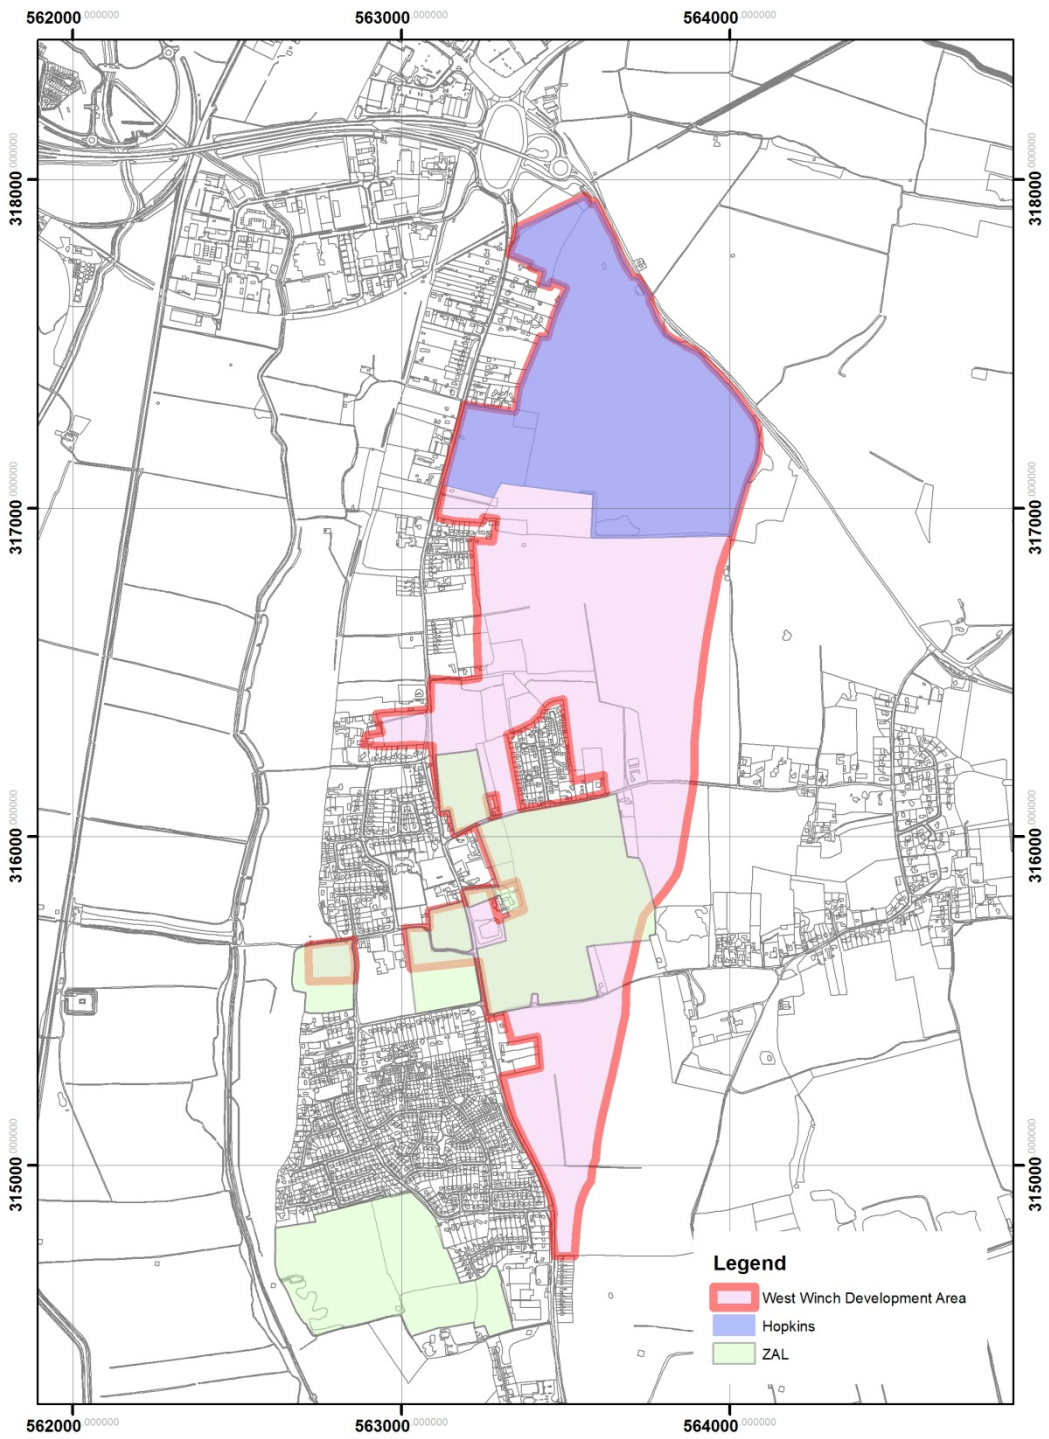 562000.000000 563000.000000 564000.000000
318000.000000 318000.000000
317000.000000 317000.000000
316000.000000 316000.000000
315000.000000 315000.000000
Legend
West Winch Development Area
Hopkins
ZAL
562000.000000 563000.000000 564000.000000